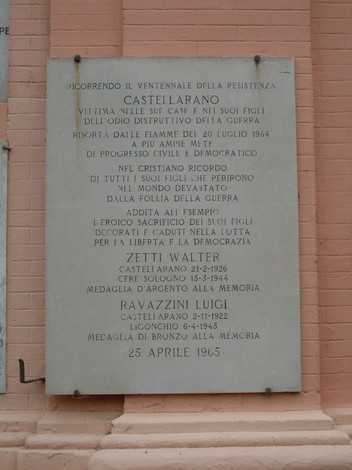 RICORRENDO IL VENTENNALE DELLA RESISTENZA
CASTELLARANO
VITTIMA NELLE SUE CASE E NEI SUOI FIGLI
DELL'ODIO DISTRUTTIVO DELLA GUERRA
RISORTA DALLE FIAMME DEL 20 LUGLIO 1944
A PIU AMPIE METE
DI PROGRESSO CIVILE E DEMOCRATICO
NEL CRISTIANO RICORDO
DI TUTTI I SUOI FIGLI CHE PERIRONO
NEL MONDO DEVASTATO
DALLA FOLLIA DELLA GUERRA
ADDITA ALL'ESEMPIO
L'EROICO SACRIFICIO DEI SUOI FIGLI
DECORATI E CADUTI NELLA LOTTA
PER LA LIBERTA E LA DEMOCRAZIA
ZETTI WALTER
CASTELLARANO 21-2-1926
CERE SOLOGNO 15-3-1944
MEDAGLIA D'ARGENTO ALLA MEMORIA
RAVAZZINI LUIGI
CASTELLARANO 2-11-1922
LIGONCHIO 6-4-1945
MEDAGLIA DI BRONZO ALLA MEMORIA
25 APRILE 1965